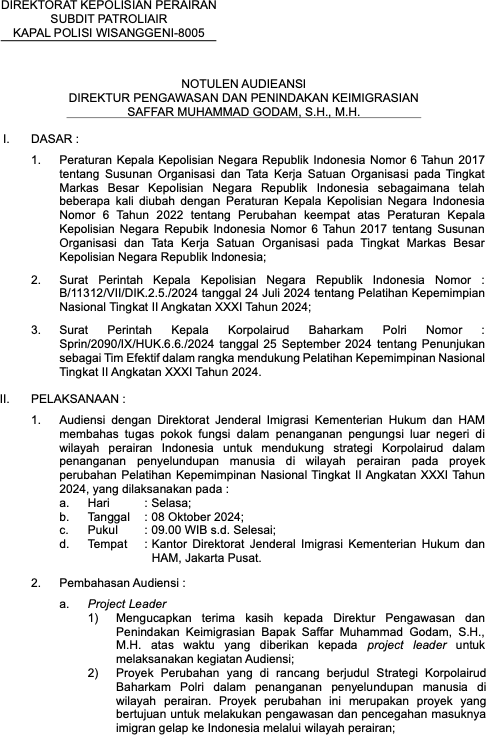 DIREKTORAT KEPOLISIAN PERAIRAN
SUBDIT PATROLIAIR
KAPAL POLISI WISANGGENI-8005
NOTULEN AUDIEANSI
DIREKTUR PENGAWASAN DAN PENINDAKAN KEIMIGRASIAN
SAFFAR MUHAMMAD GODAM, S.H., M.H.
I. DASAR :
1. Peraturan Kepala Kepolisian Negara Republik Indonesia Nomor 6 Tahun 2017
tentang Susunan Organisasi dan Tata Kerja Satuan Organisasi pada Tingkat
Markas Besar Kepolisian Negara Republik Indonesia sebagaimana telah
beberapa kali diubah dengan Peraturan Kepala Kepolisian Negara Indonesia
Nomor 6 Tahun 2022 tentang Perubahan keempat atas Peraturan Kepala
Kepolisian Negara Repubik Indonesia Nomor 6 Tahun 2017 tentang Susunan
Organisasi dan Tata Kerja Satuan Organisasi pada Tingkat Markas Besar
Kepolisian Negara Republik Indonesia;
2. Surat Perintah Kepala Kepolisian Negara Republik Indonesia Nomor :
B/11312/VII/DIK.2.5./2024 tanggal 24 Juli 2024 tentang Pelatihan Kepemimpian
Nasional Tingkat II Angkatan XXXI Tahun 2024;
3. Surat Perintah Kepala Korpolairud Baharkam Polri Nomor :
Sprin/2090/IX/HUK.6.6./2024 tanggal 25 September 2024 tentang Penunjukan
sebagai Tim Efektif dalam rangka mendukung Pelatihan Kepemimpinan Nasional
Tingkat II Angkatan XXXI Tahun 2024.
II. PELAKSANAAN :
1. Audiensi dengan Direktorat Jenderal Imigrasi Kementerian Hukum dan HAM
membahas tugas pokok fungsi dalam penanganan pengungsi luar negeri di
wilayah perairan Indonesia untuk mendukung strategi Korpolairud dalam
penanganan penyelundupan manusia di wilayah perairan pada proyek
perubahan Pelatihan Kepemimpinan Nasional Tingkat II Angkatan XXXI Tahun
2024, yang dilaksanakan pada :
a. Hari : Selasa;
b. Tanggal : 08 Oktober 2024;
c. Pukul : 09.00 WIB s.d. Selesai;
d. Tempat : Kantor Direktorat Jenderal Imigrasi Kementerian Hukum dan
HAM, Jakarta Pusat.
2. Pembahasan Audiensi :
a. Project Leader
1) Mengucapkan terima kasih kepada Direktur Pengawasan dan
Penindakan Keimigrasian Bapak Saffar Muhammad Godam, S.H.,
M.H. atas waktu yang diberikan kepada project leader untuk
melaksanakan kegiatan Audiensi;
2) Proyek Perubahan yang di rancang berjudul Strategi Korpolairud
Baharkam Polri dalam penanganan penyelundupan manusia di
wilayah perairan. Proyek perubahan ini merupakan proyek yang
bertujuan untuk melakukan pengawasan dan pencegahan masuknya
imigran gelap ke Indonesia melalui wilayah perairan;